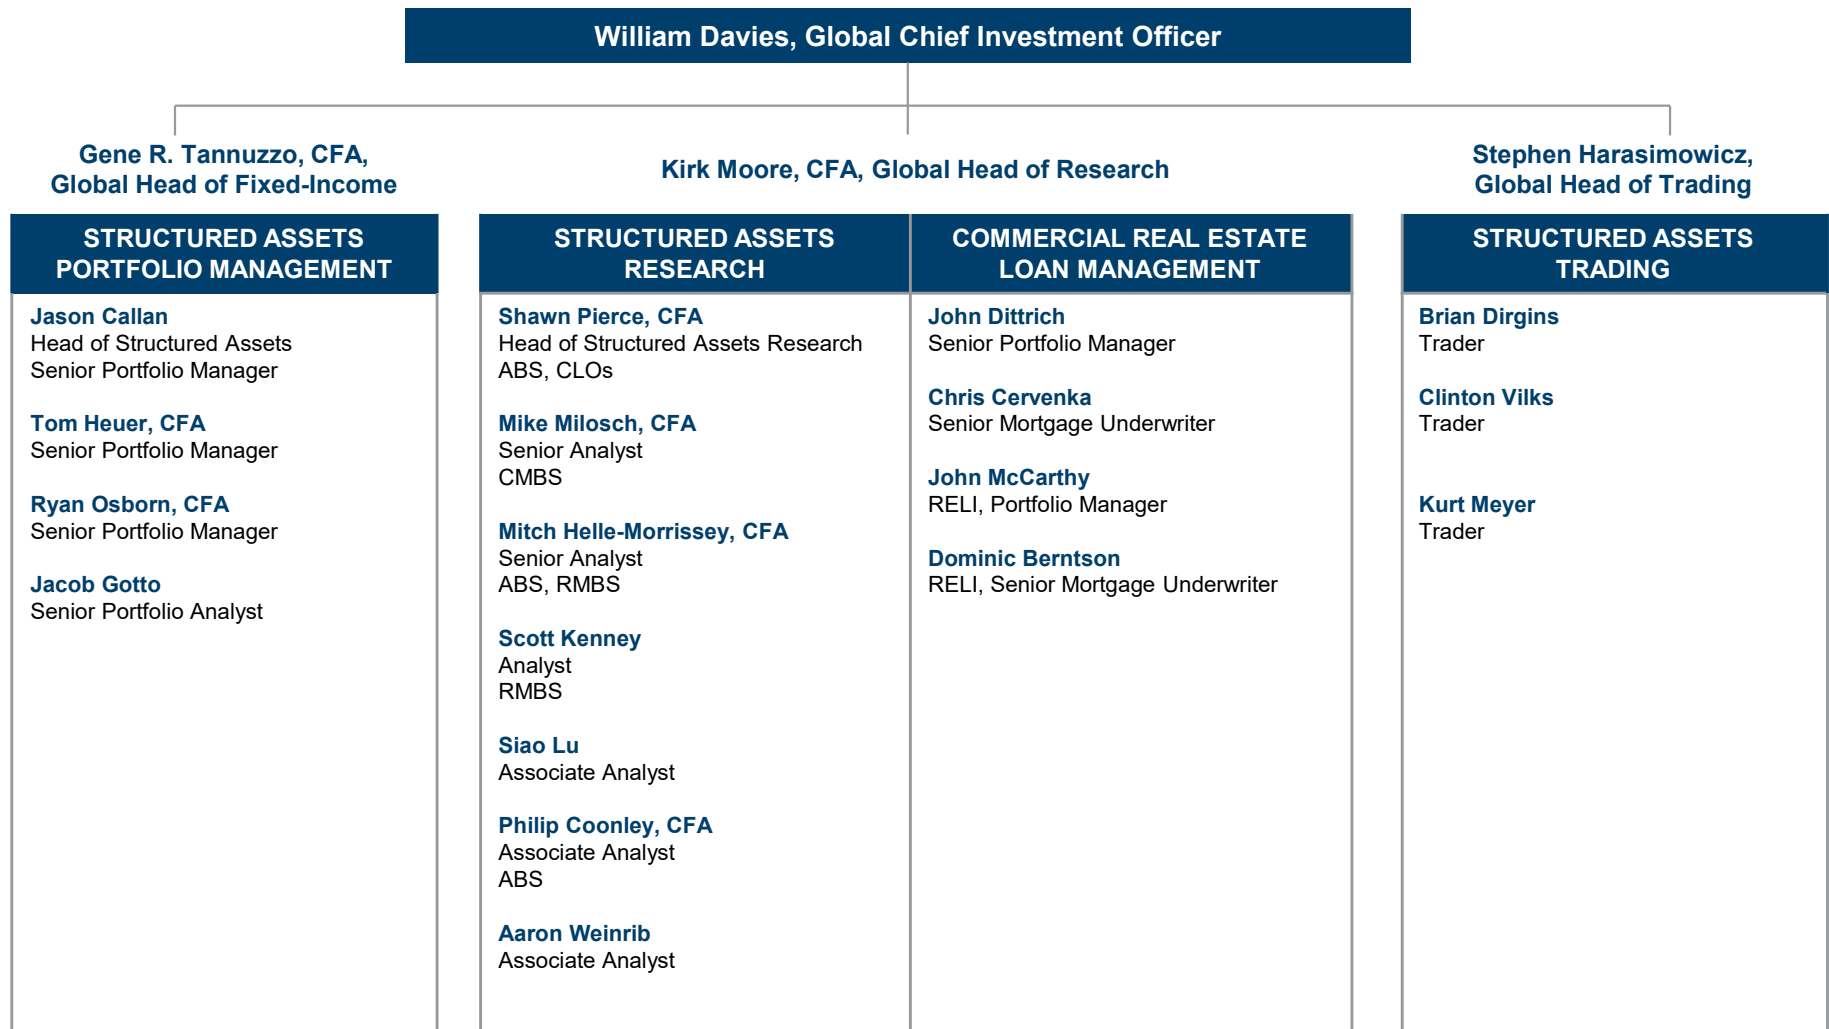 William Davies, Global Chief Investment Officer
Gene R. Tannuzzo, CFA,
Global Head of Fixed-Income
Kirk Moore, CFA, Global Head of Research
Stephen Harasimowicz,
Global Head of Trading
STRUCTURED ASSETS
PORTFOLIO MANAGEMENT
Jason Callan
Head of Structured Assets
Senior Portfolio Manager
Tom Heuer, CFA
Senior Portfolio Manager
Ryan Osborn, CFA
Senior Portfolio Manager
Jacob Gotto
Senior Portfolio Analyst
STRUCTURED ASSETS
RESEARCH
Shawn Pierce, CFA
Head of Structured Assets Research
ABS, CLOs
Mike Milosch, CFA
Senior Analyst
CMBS
Mitch Helle-Morrissey, CFA
Senior Analyst
ABS, RMBS
Scott Kenney
Analyst
RMBS
Siao Lu
Associate Analyst
Philip Coonley, CFA
Associate Analyst
ABS
Aaron Weinrib
Associate Analyst
COMMERCIAL REAL ESTATE
LOAN MANAGEMENT
John Dittrich
Senior Portfolio Manager
Chris Cervenka
Senior Mortgage Underwriter
John McCarthy
RELI, Portfolio Manager
Dominic Berntson
RELI, Senior Mortgage Underwriter
STRUCTURED ASSETS
TRADING
Brian Dirgins
Trader
Clinton Vilks
Trader
Kurt Meyer
Trader